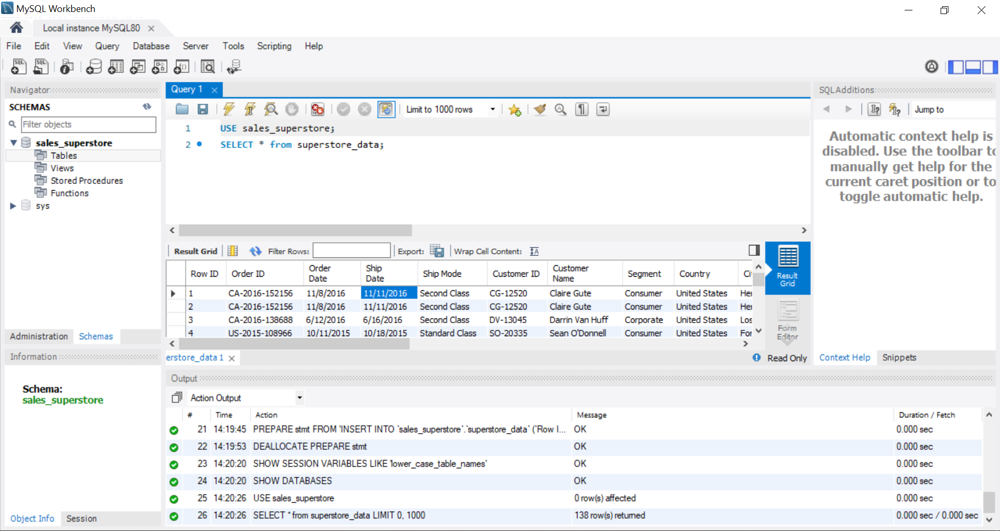 MySQL Workbench
Local instance MySQL80
File Edit View Query Database Server Tools Scripting Help
Navigator
SCHEMAS
Filter objects
sales_superstore
Tables
Views
Stored Procedures
Functions
sys
Administration Schemas
Information
Schema:
sales_superstore
Object Info Session
Query 1
Limit to 1000 rows
1 USE sales_superstore;
2 SELECT * from superstore_data;
Result Grid Filter Rows: Export: Wrap Cell Content:
Row ID Order ID Order Date Ship Date Ship Mode Customer ID Customer Name Segment Country Ci
1 CA-2016-152156 11/8/2016 11/11/2016 Second Class CG-12520 Claire Gute Consumer United States Hei
2 CA-2016-152156 11/8/2016 11/11/2016 Second Class CG-12520 Claire Gute Consumer United States Hei
3 CA-2016-138688 6/12/2016 6/16/2016 Second Class DV-13045 Darrin Van Huff Corporate United States Los
4 US-2015-108966 10/11/2015 10/18/2015 Standard Class SO-20335 Sean O'Donnell Consumer United States For
Result
Grid
Form
Editor
erstore_data 1
Read Only
SQLAdditions
Jump to
Automatic context help is
disabled. Use the toolbar to
manually get help for the
current caret position or to
toggle automatic help.
Context Help Snippets
Output
Action Output
# Time Action Message Duration / Fetch
21 14:19:45 PREPARE stmt FROM 'INSERT INTO `sales_superstore`.`superstore_data` (`Row I... OK 0.000 sec
22 14:19:53 DEALLOCATE PREPARE stmt OK 0.000 sec
23 14:20:20 SHOW SESSION VARIABLES LIKE 'lower_case_table_names' OK 0.000 sec
24 14:20:20 SHOW DATABASES OK 0.000 sec
25 14:20:26 USE sales_superstore 0 row(s) affected 0.000 sec
26 14:20:26 SELECT * from superstore_data LIMIT 0, 1000 138 row(s) returned 0.000 sec / 0.000 sec